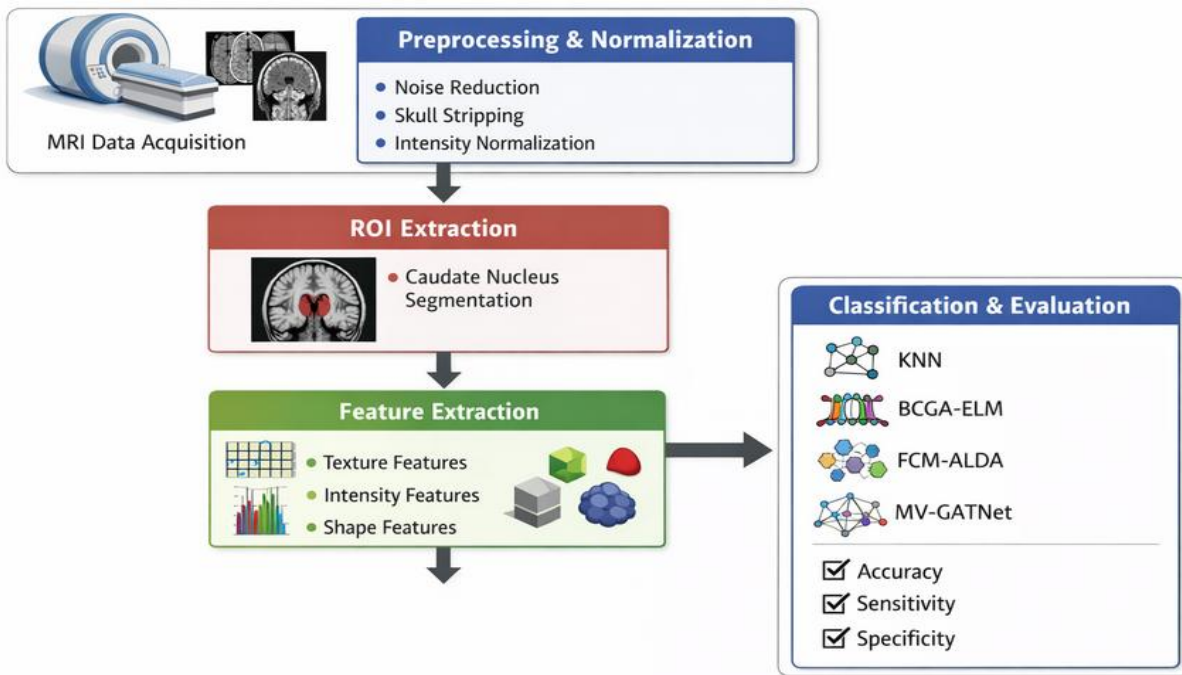 MRI Data Acquisition
Preprocessing & Normalization
Noise Reduction
Skull Stripping
Intensity Normalization
ROI Extraction
Caudate Nucleus
Segmentation
Feature Extraction
Texture Features
Intensity Features
Shape Features
Classification & Evaluation
KNN
BCGA-ELM
FCM-ALDA
MV-GATNet
Accuracy
Sensitivity
Specificity